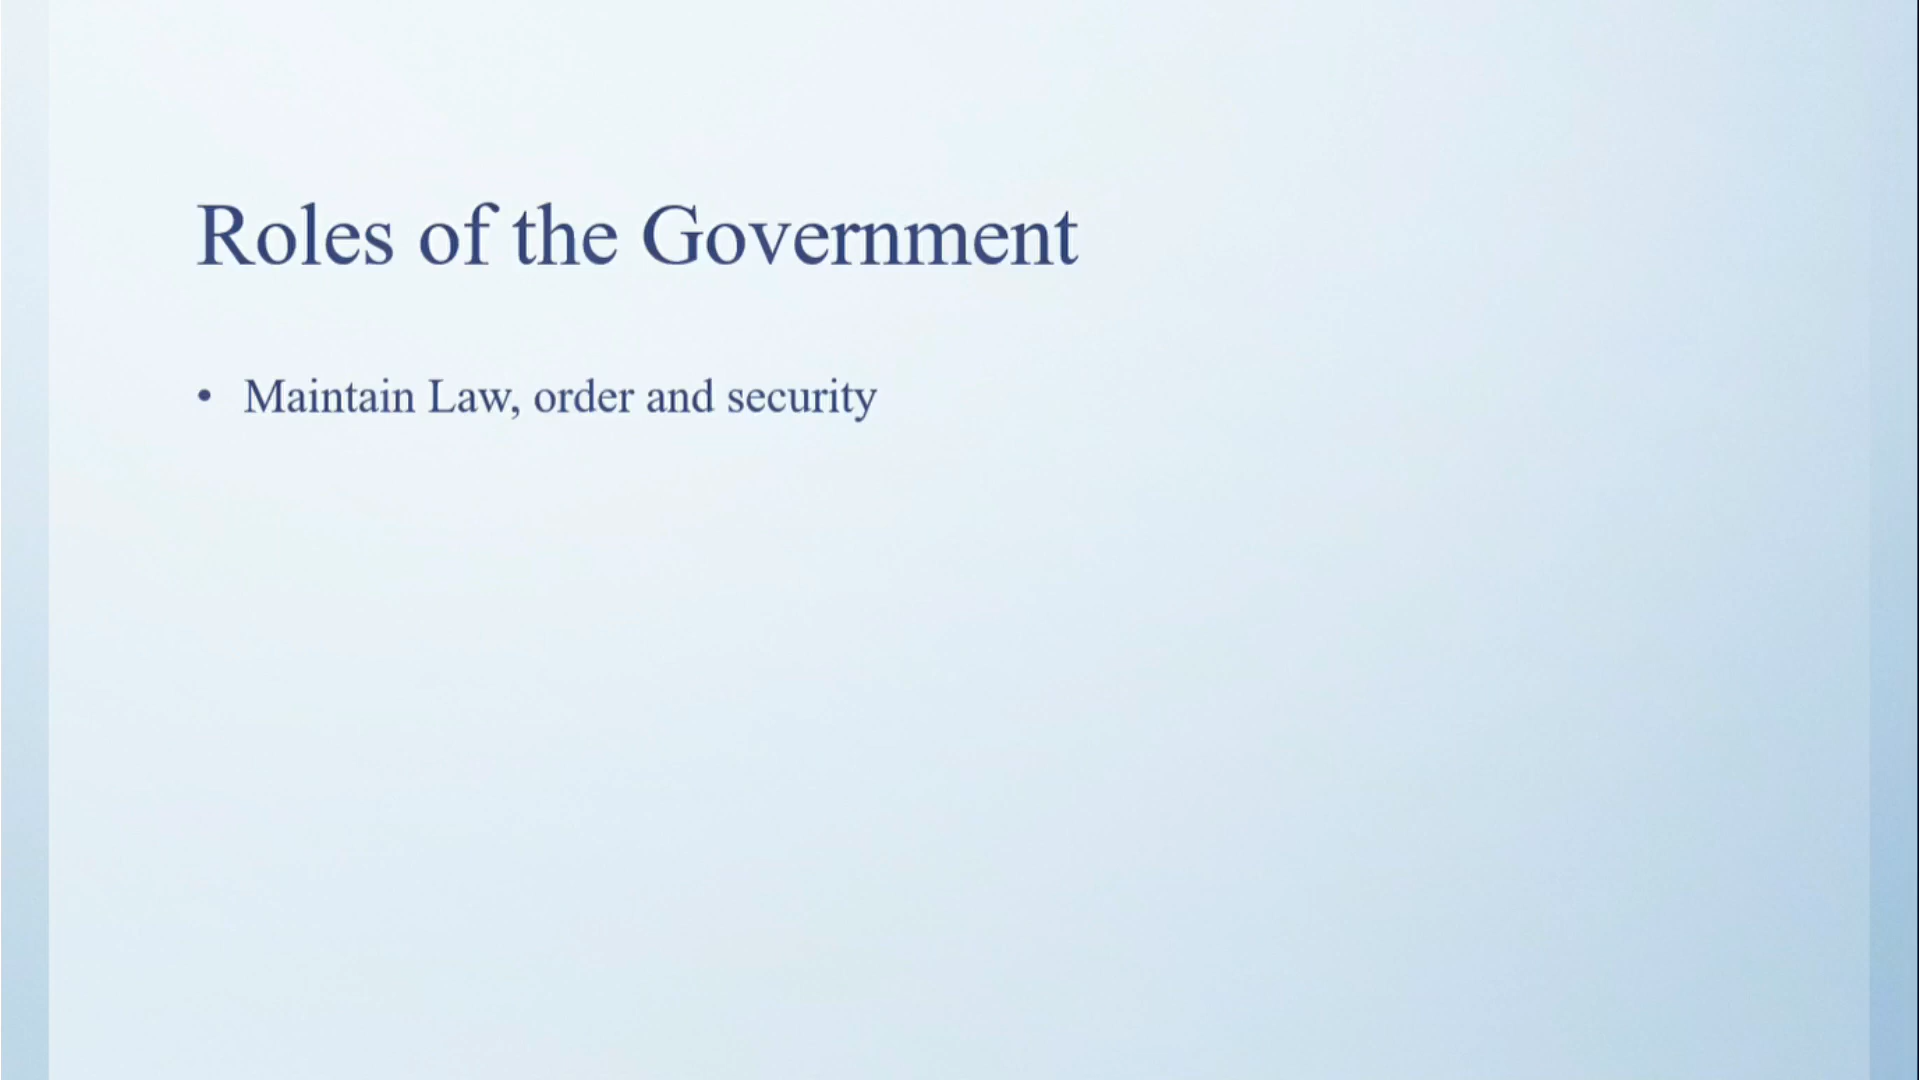 Roles of the Government
• Maintain Law, order and security